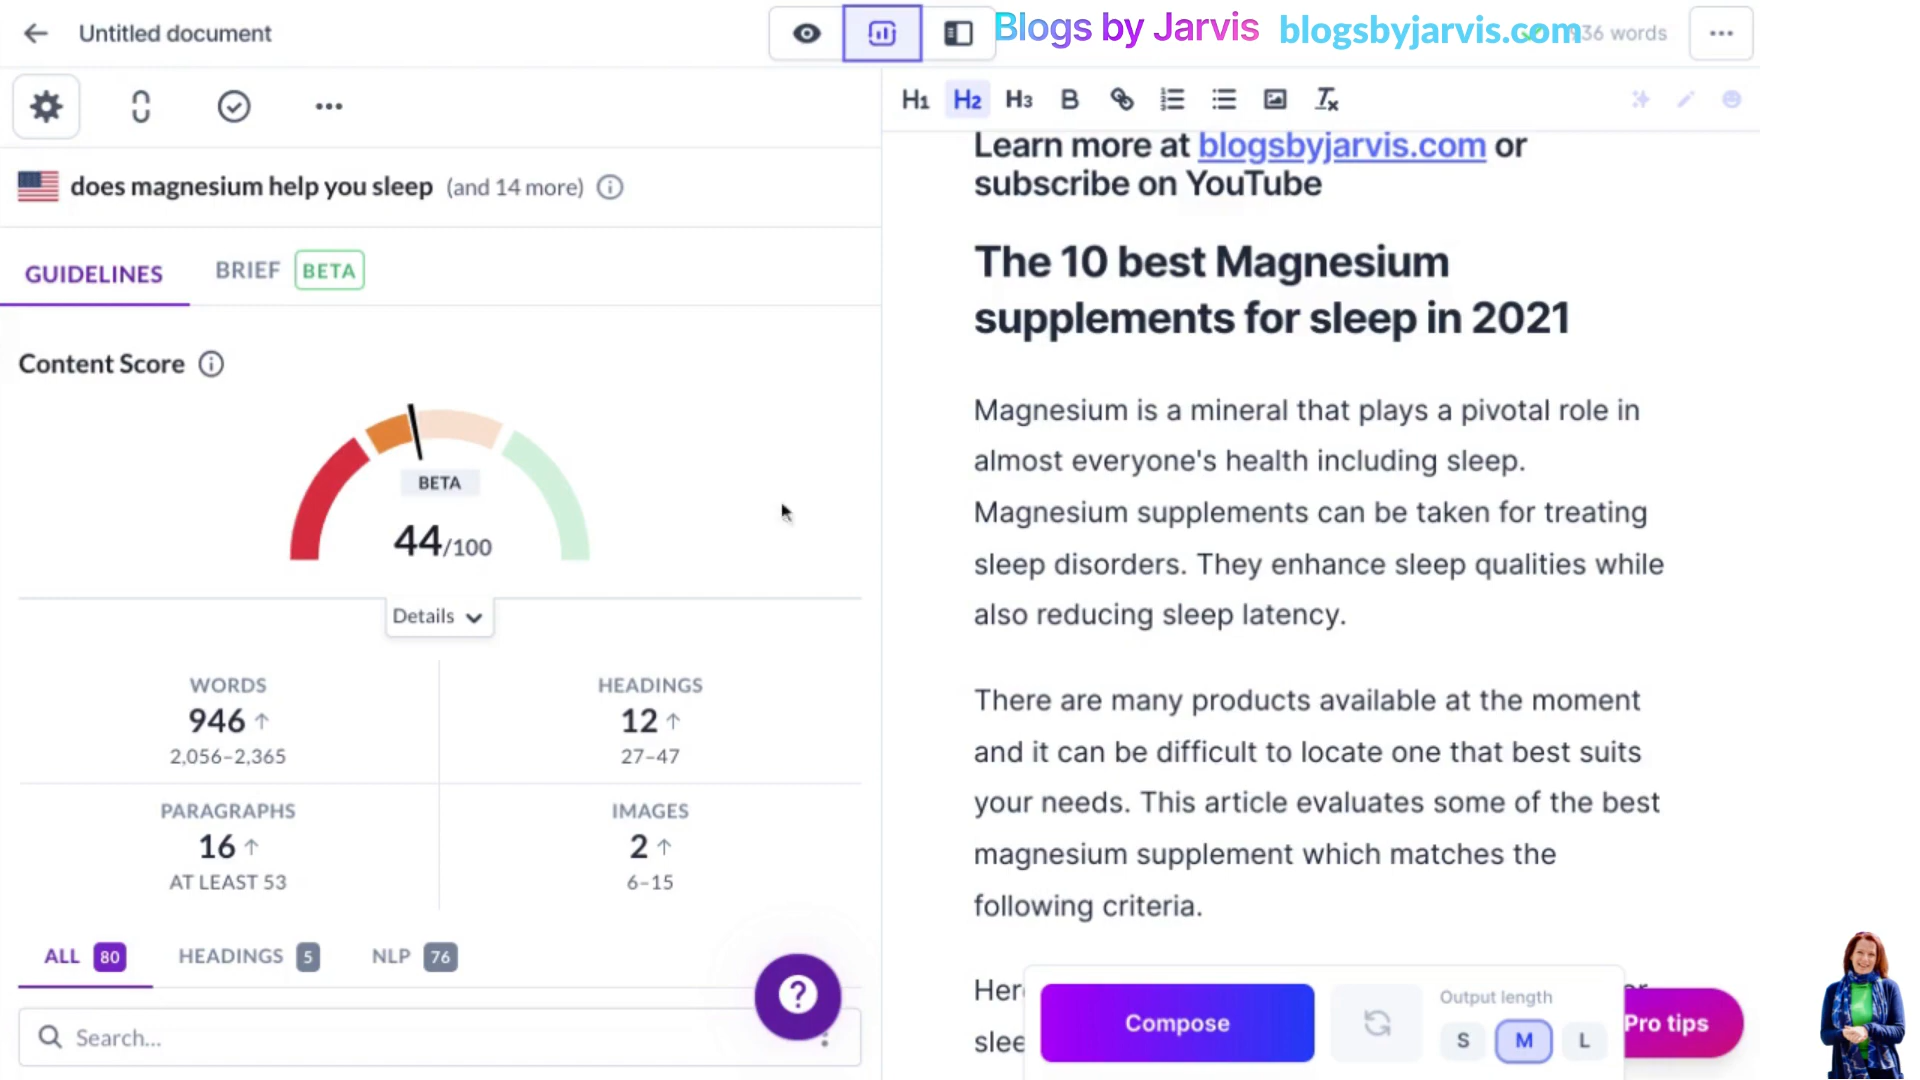 Untitled document
Blogs by Jarvis blogsbyjarvis.com
36 words
does magnesium help you sleep (and 14 more)
GUIDELINES
BRIEF BETA
Content Score
BETA
44/100
Details
WORDS
946 ↑
2,056–2,365
HEADINGS
12 ↑
27–47
PARAGRAPHS
16 ↑
AT LEAST 53
IMAGES
2 ↑
6–15
ALL 80
HEADINGS 5
NLP 76
Search...
H1 H2 H3 B
Learn more at blogsbyjarvis.com or
subscribe on YouTube
The 10 best Magnesium
supplements for sleep in 2021
Magnesium is a mineral that plays a pivotal role in
almost everyone's health including sleep.
Magnesium supplements can be taken for treating
sleep disorders. They enhance sleep qualities while
also reducing sleep latency.
There are many products available at the moment
and it can be difficult to locate one that best suits
your needs. This article evaluates some of the best
magnesium supplement which matches the
following criteria.
Compose
Output length
S M L
Pro tips